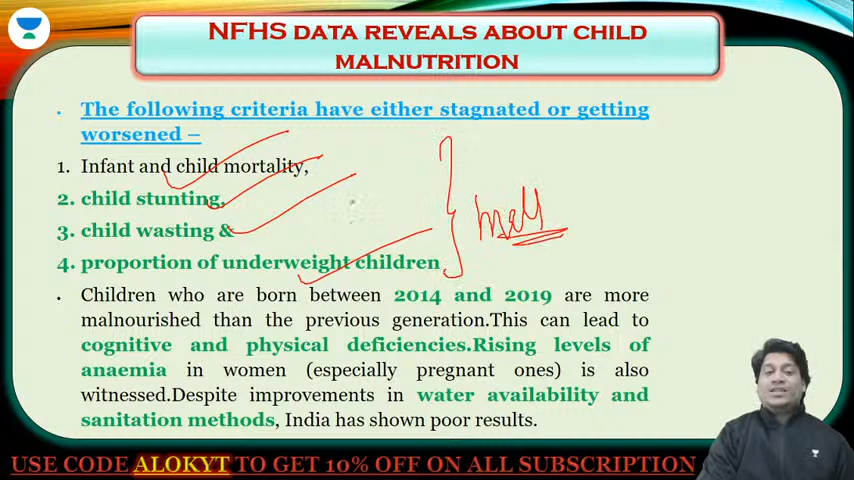 NFHS DATA REVEALS ABOUT CHILD
MALNUTRITION
. The following criteria have either stagnated or getting
worsened –
1. Infant and child mortality,
2. child stunting,
3. child wasting &
4. proportion of underweight children
• Children who are born between 2014 and 2019 are more
malnourished than the previous generation.This can lead to
cognitive and physical deficiencies.Rising levels of
anaemia in women (especially pregnant ones) is also
witnessed.Despite improvements in water availability and
sanitation methods, India has shown poor results.
USE CODE ALOKYT TO GET 10% OFF ON ALL SUBSCRIPTION